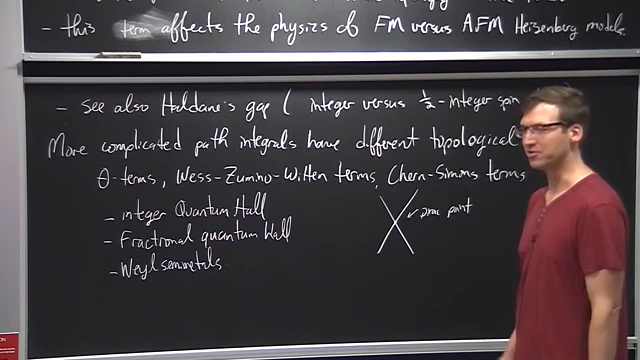 - this term affects the physics of FM versus AFM Heisenberg models
- See also Haldane's gap ( integer versus ½-integer spin
More complicated path integrals have different topological
θ-terms, Wess-Zumino-Witten terms, Chern-Simons terms
- integer Quantum Hall
- Fractional quantum Hall
- Weyl semimetals
point